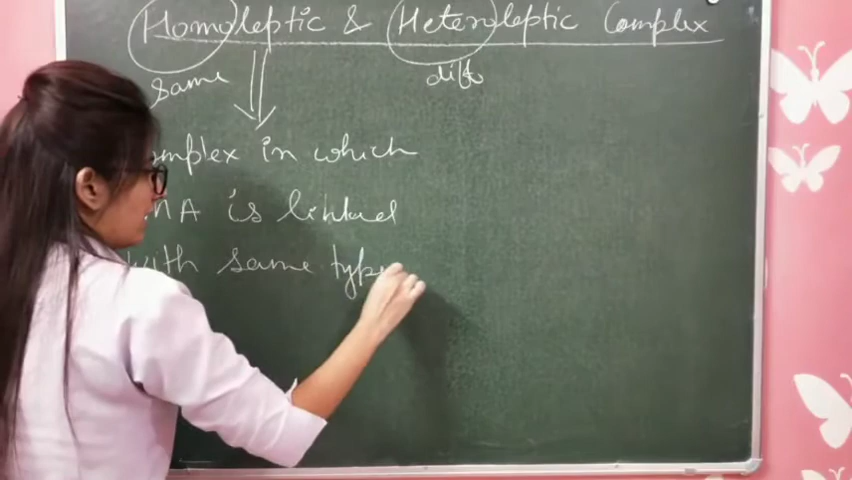 Homoleptic & Heteroleptic Complex
same diff
omplex in which
MA is linked
with same type